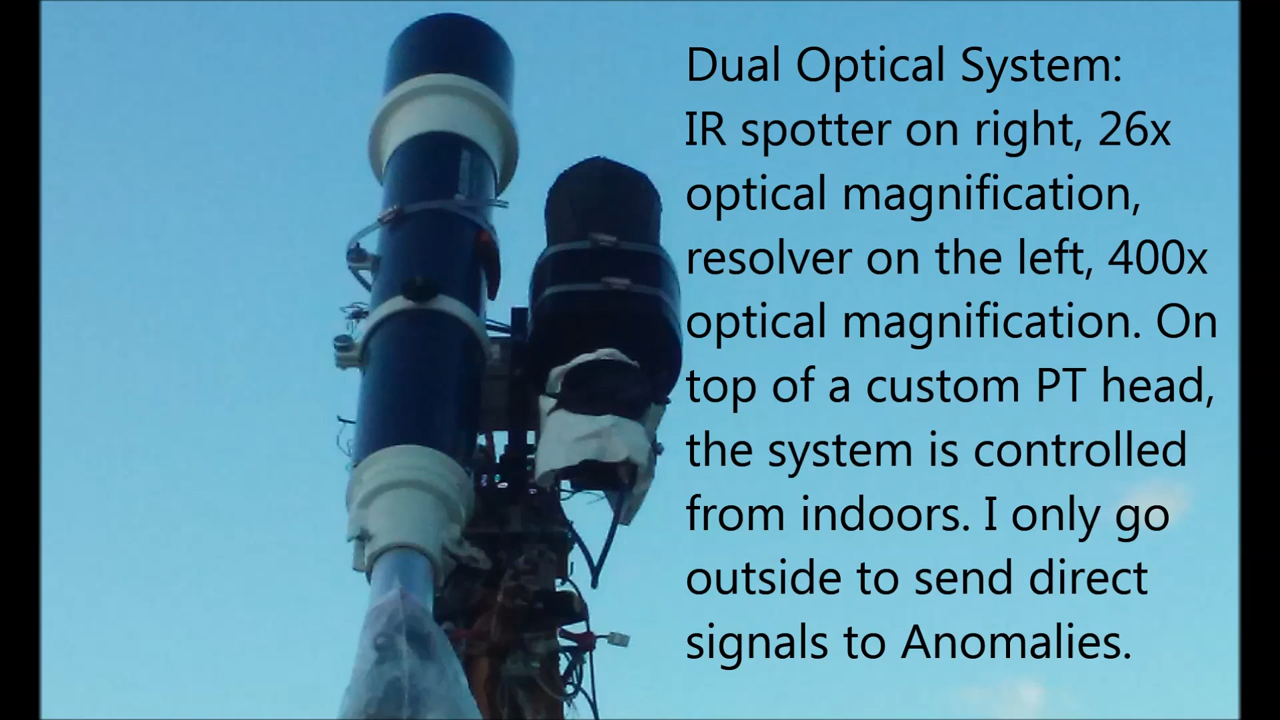 Dual Optical System:
IR spotter on right, 26x
optical magnification,
resolver on the left, 400x
optical magnification. On
top of a custom PT head,
the system is controlled
from indoors. I only go
outside to send direct
signals to Anomalies.